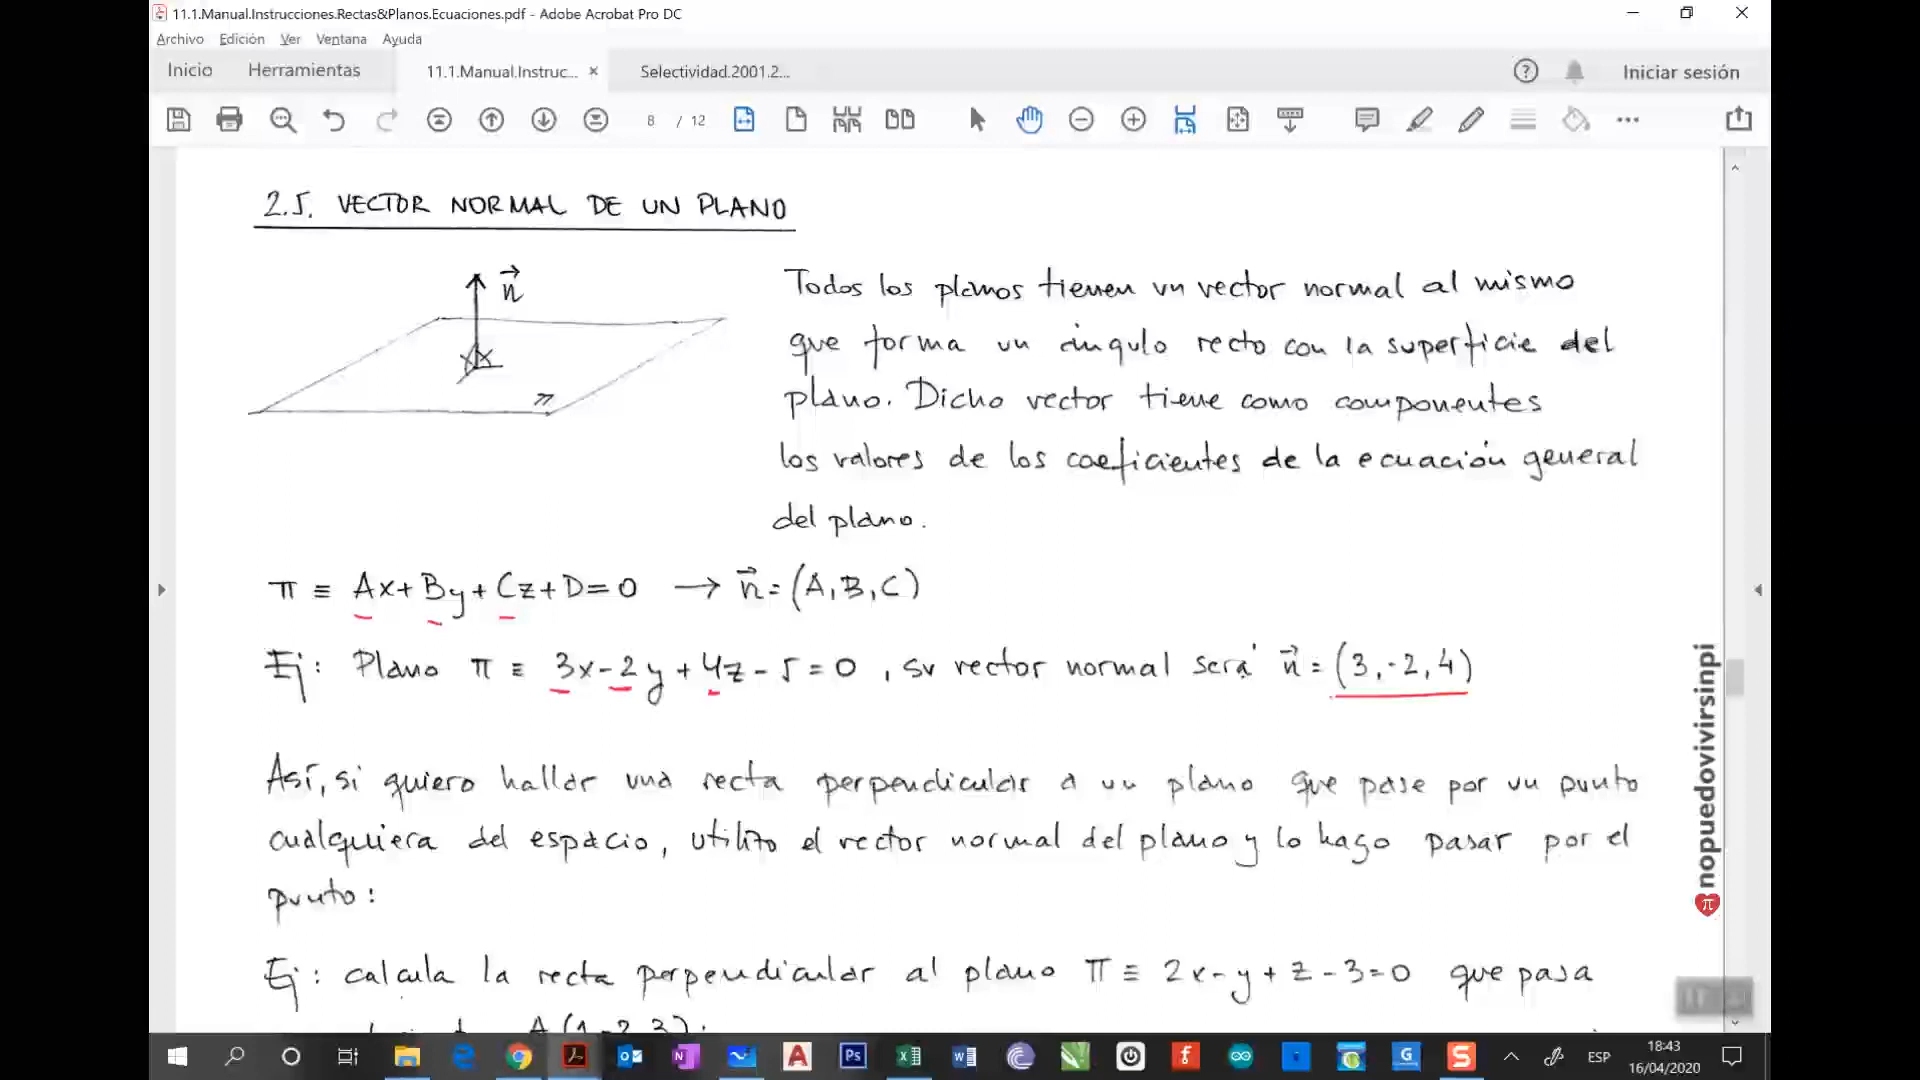 11.1.Manual.Instrucciones.Rectas&Planos.Ecuaciones.pdf - Adobe Acrobat Pro DC
Archivo Edición Ver Ventana Ayuda
Inicio Herramientas 11.1.Manual.Instruc... × Selectividad.2001.2... Iniciar sesión
8 / 12
2.5. VECTOR NORMAL DE UN PLANO
n⃗
π
Todos los planos tienen un vector normal al mismo
que forma un ángulo recto con la superficie del
plano. Dicho vector tiene como componentes
los valores de los coeficientes de la ecuación general
del plano.
π ≡ Ax+By+Cz+D=0 → n⃗=(A,B,C)
Ej: Plano π ≡ 3x-2y+4z-5=0, su vector normal será n⃗=(3,-2,4)
Así, si quiero hallar una recta perpendicular a un plano que pase por un punto
cualquiera del espacio, utilizo el vector normal del plano y lo hago pasar por el
punto:
Ej: calcula la recta perpendicular al plano π ≡ 2x-y+z-3=0 que pasa
nopuedovivirsinpi
ESP
18:43
16/04/2020